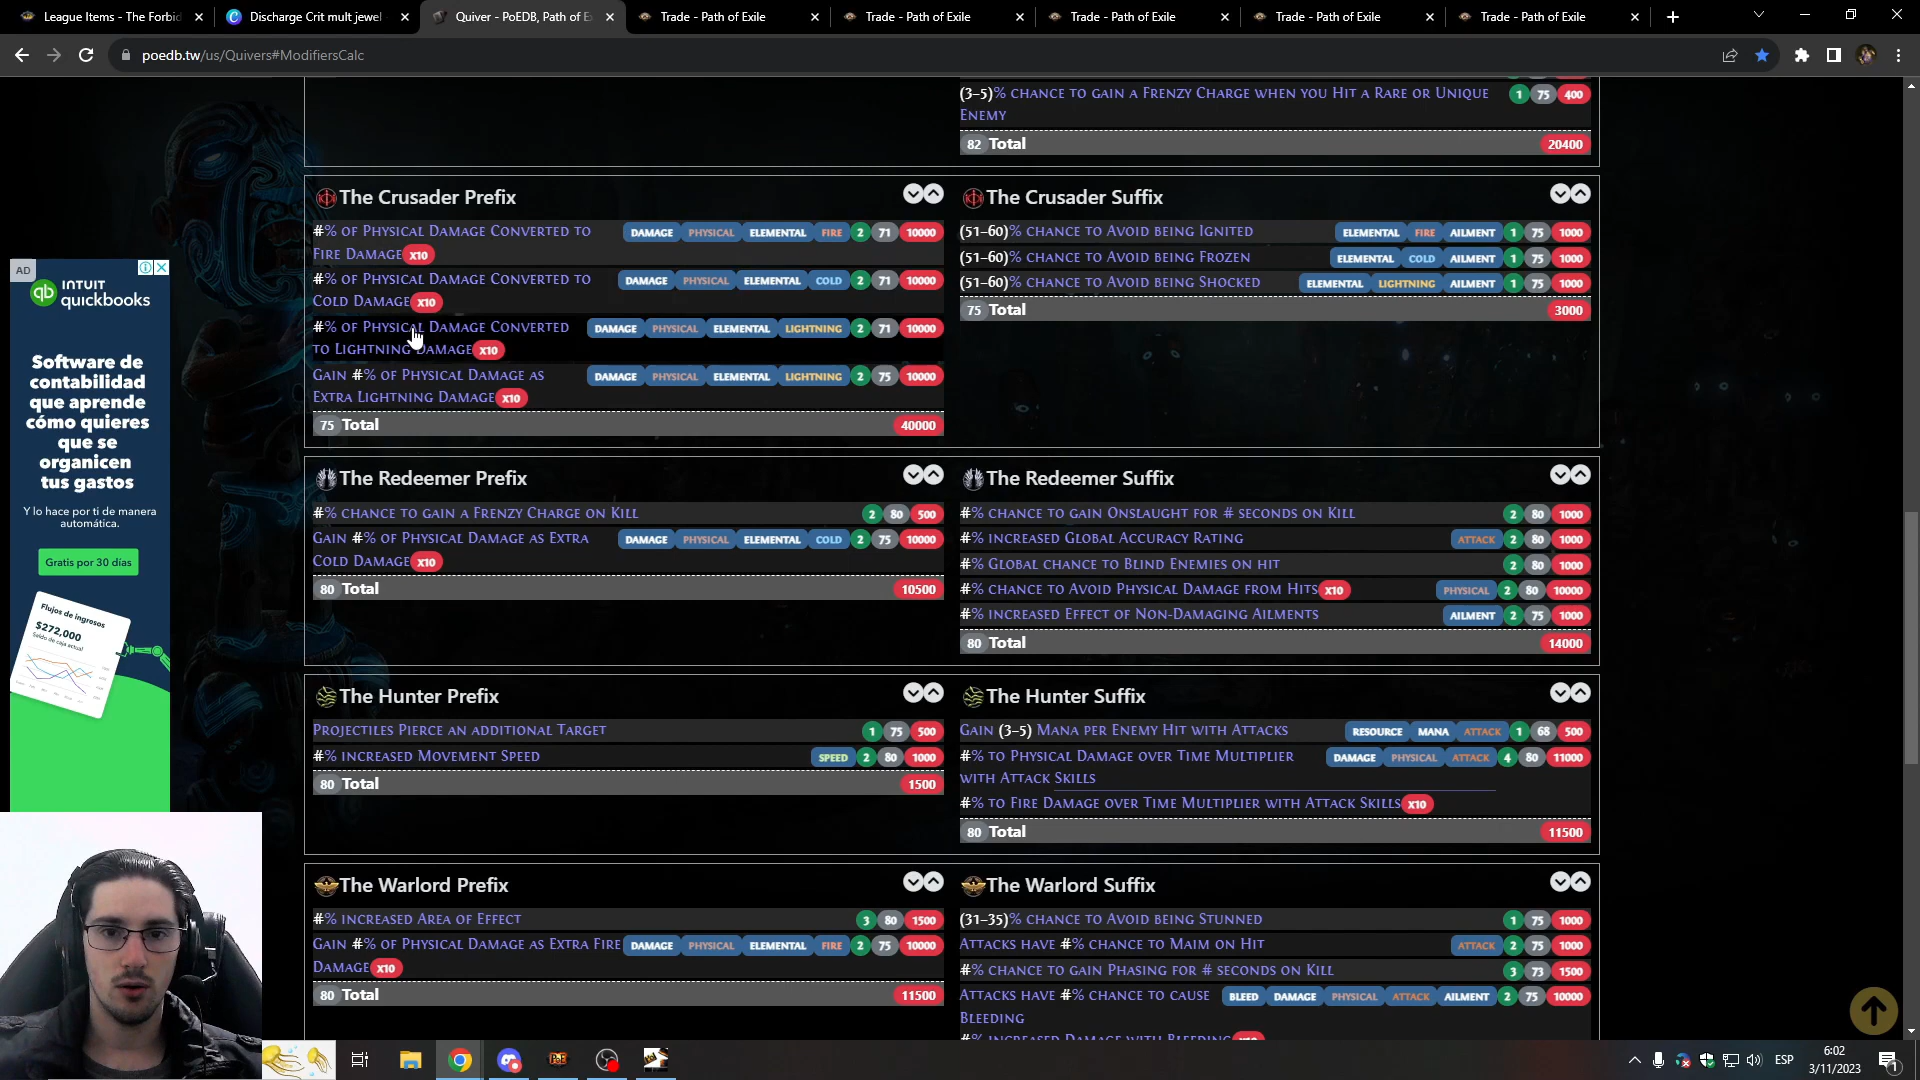 League Items - The Forbid
Discharge Crit mult jewel
Quiver - PoEDB, Path of E
Trade - Path of Exile
Trade - Path of Exile
Trade - Path of Exile
Trade - Path of Exile
Trade - Path of Exile
poedb.tw/us/Quivers#ModifiersCalc
(3–5)% chance to gain a Frenzy Charge when you Hit a Rare or Unique 1 75 400
Enemy
82 Total 20400
The Crusader Prefix
#% of Physical Damage Converted to DAMAGE PHYSICAL ELEMENTAL FIRE 2 71 10000
Fire Damage x10
#% of Physical Damage Converted to DAMAGE PHYSICAL ELEMENTAL COLD 2 71 10000
Cold Damage x10
#% of Physical Damage Converted DAMAGE PHYSICAL ELEMENTAL LIGHTNING 2 71 10000
to Lightning Damage x10
Gain #% of Physical Damage as DAMAGE PHYSICAL ELEMENTAL LIGHTNING 2 75 10000
Extra Lightning Damage x10
75 Total 40000
The Crusader Suffix
(51–60)% chance to Avoid being Ignited ELEMENTAL FIRE AILMENT 1 75 1000
(51–60)% chance to Avoid being Frozen ELEMENTAL COLD AILMENT 1 75 1000
(51–60)% chance to Avoid being Shocked ELEMENTAL LIGHTNING AILMENT 1 75 1000
75 Total 3000
The Redeemer Prefix
#% chance to gain a Frenzy Charge on Kill 2 80 500
Gain #% of Physical Damage as Extra DAMAGE PHYSICAL ELEMENTAL COLD 2 75 10000
Cold Damage x10
80 Total 10500
The Redeemer Suffix
#% chance to gain Onslaught for # seconds on Kill 2 80 1000
#% increased Global Accuracy Rating ATTACK 2 80 1000
#% Global chance to Blind Enemies on hit 2 80 1000
#% chance to Avoid Physical Damage from Hits x10 PHYSICAL 2 80 10000
#% increased Effect of Non-Damaging Ailments AILMENT 2 75 1000
80 Total 14000
The Hunter Prefix
Projectiles Pierce an additional Target 1 75 500
#% increased Movement Speed SPEED 2 80 1000
80 Total 1500
The Hunter Suffix
Gain (3–5) Mana per Enemy Hit with Attacks RESOURCE MANA ATTACK 1 68 500
#% to Physical Damage over Time Multiplier DAMAGE PHYSICAL ATTACK 4 80 11000
with Attack Skills
#% to Fire Damage over Time Multiplier with Attack Skills x10
80 Total 11500
The Warlord Prefix
#% increased Area of Effect 3 80 1500
Gain #% of Physical Damage as Extra Fire DAMAGE PHYSICAL ELEMENTAL FIRE 2 75 10000
Damage x10
80 Total 11500
The Warlord Suffix
(31–35)% chance to Avoid being Stunned 1 75 1000
Attacks have #% chance to Maim on Hit ATTACK 2 75 1000
#% chance to gain Phasing for # seconds on Kill 3 73 1500
Attacks have #% chance to cause BLEED DAMAGE PHYSICAL ATTACK AILMENT 2 75 10000
Bleeding
#% increased Damage with Bleeding x10
AD
qb INTUIT
quickbooks
Software de
contabilidad
que aprende
cómo quieres
que se
organicen
tus gastos
Y lo hace por ti de manera
automática.
Gratis por 30 días
Flujos de ingresos
$272,000
Saldo de caja actual
ESP
6:02
3/11/2023
1